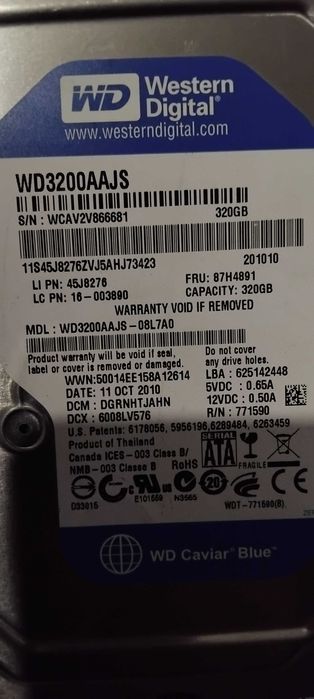 WD Western Digital®
www.westerndigital.com
WD3200AAJS
S/N : WCAV2V866681 320GB
11S45J8276ZVJ5AHJ73423 201010
LI PN: 45J8276 FRU: 87H4891
LC PN: 16-003890 CAPACITY: 320GB
WARRANTY VOID IF REMOVED
MDL : WD3200AAJS-08L7A0
Product warranty will be void if seal, label or cover is removed or damaged.
Do not cover any drive holes.
WWN:50014EE158A12614 LBA : 625142448
DATE: 11 OCT 2010 5VDC : 0.65A
DCM : DGRNHTJAHN 12VDC : 0.50A
DCX : 6008LV576 R/N : 771590
U.S. Patents: 6178056, 5956196,6289484, 6263459
Product of Thailand
Canada ICES-003 Class B/
NMB-003 Classe B RoHS
SERIAL
ATA
FRAGILE
20
D33015 E101559 N3565 WDT-771590(B)
WD Caviar® Blue™